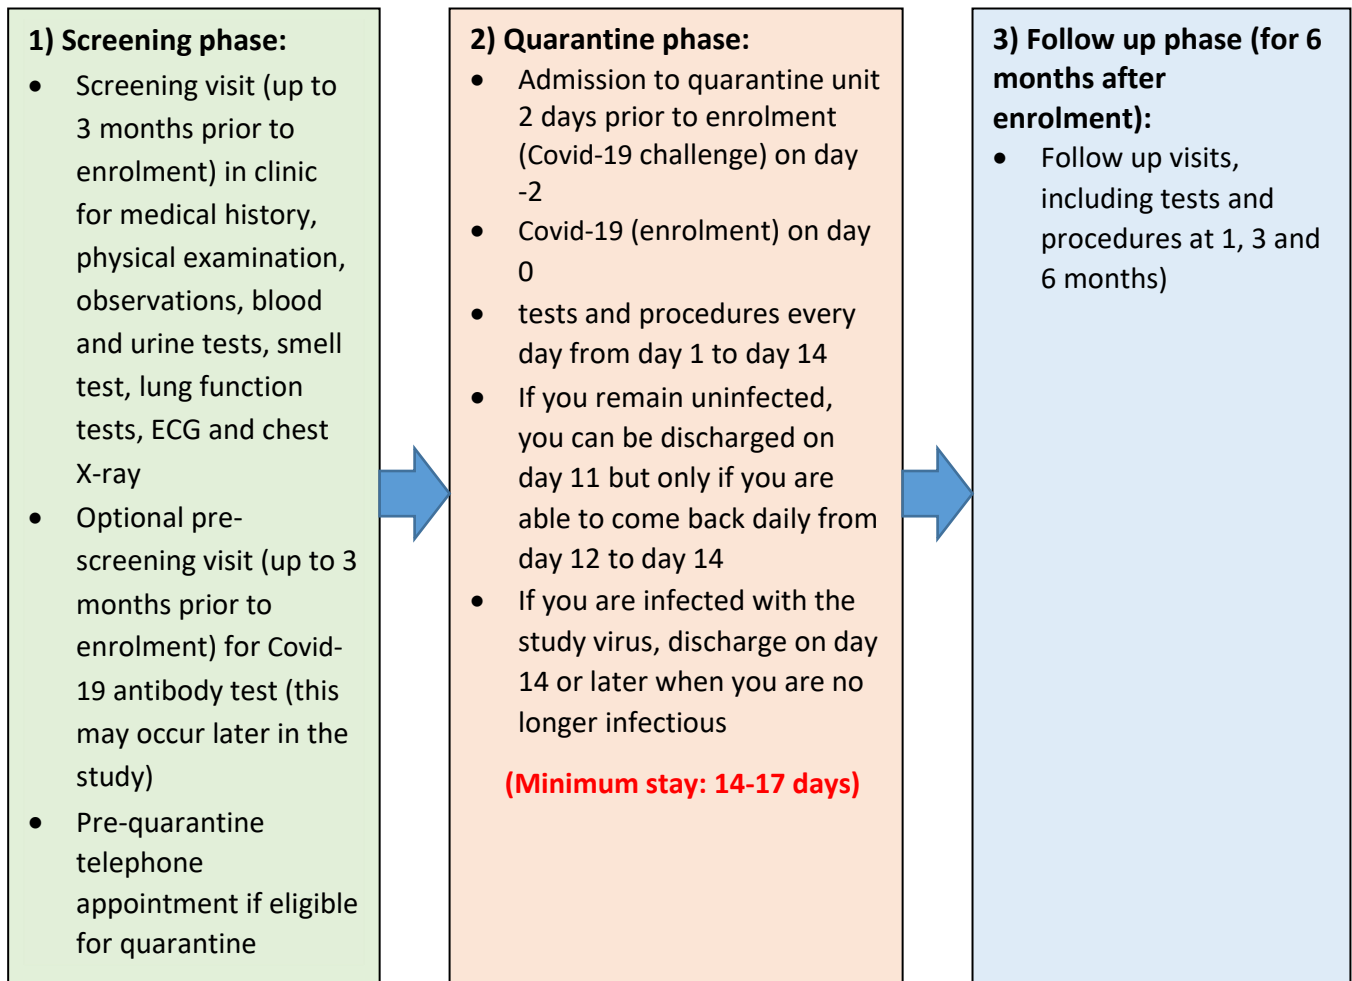 1) Screening phase:
• Screening visit (up to
3 months prior to
enrolment) in clinic
for medical history,
physical examination,
observations, blood
and urine tests, smell
test, lung function
tests, ECG and chest
X-ray
• Optional pre-
screening visit (up to 3
months prior to
enrolment) for Covid-
19 antibody test (this
may occur later in the
study)
• Pre-quarantine
telephone
appointment if eligible
for quarantine
2) Quarantine phase:
• Admission to quarantine unit
2 days prior to enrolment
(Covid-19 challenge) on day
-2
• Covid-19 (enrolment) on day
0
• tests and procedures every
day from day 1 to day 14
• If you remain uninfected,
you can be discharged on
day 11 but only if you are
able to come back daily from
day 12 to day 14
• If you are infected with the
study virus, discharge on day
14 or later when you are no
longer infectious
(Minimum stay: 14-17 days)
3) Follow up phase (for 6
months after
enrolment):
• Follow up visits,
including tests and
procedures at 1, 3 and
6 months)